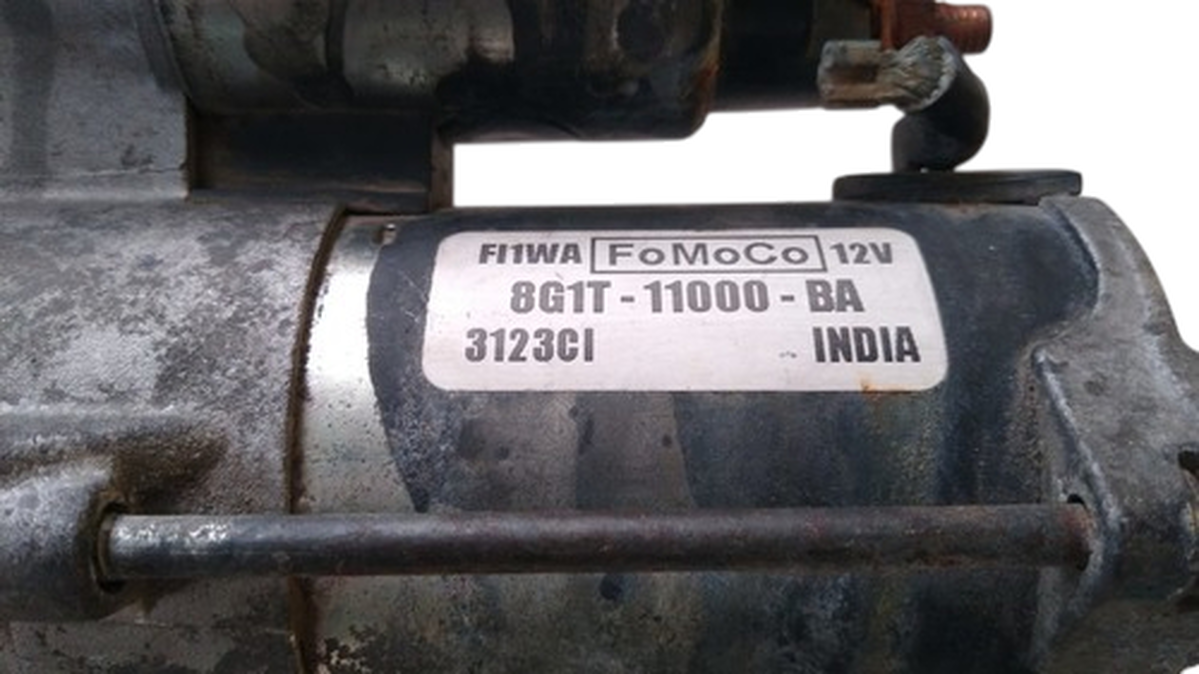 FI1WA FoMoCo 12V
8G1T - 11000 - BA
3123CI INDIA